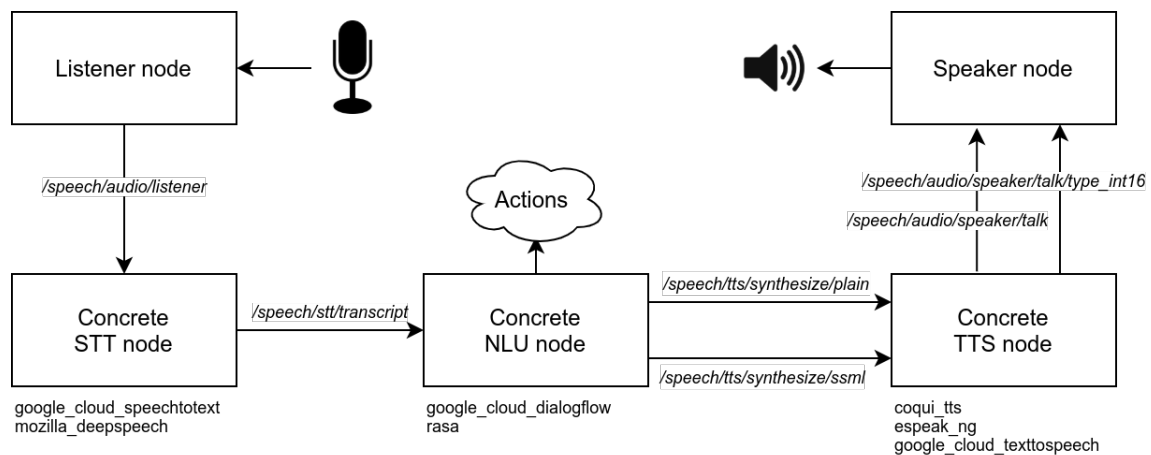 Listener node
Speaker node
/speech/audio/listener
Actions
/speech/audio/speaker/talk/type_int16
/speech/audio/speaker/talk
Concrete
STT node
/speech/stt/transcript
Concrete
NLU node
/speech/tts/synthesize/plain
/speech/tts/synthesize/ssml
Concrete
TTS node
google_cloud_speechtotext
mozilla_deepspeech
google_cloud_dialogflow
rasa
coqui_tts
espeak_ng
google_cloud_texttospeech